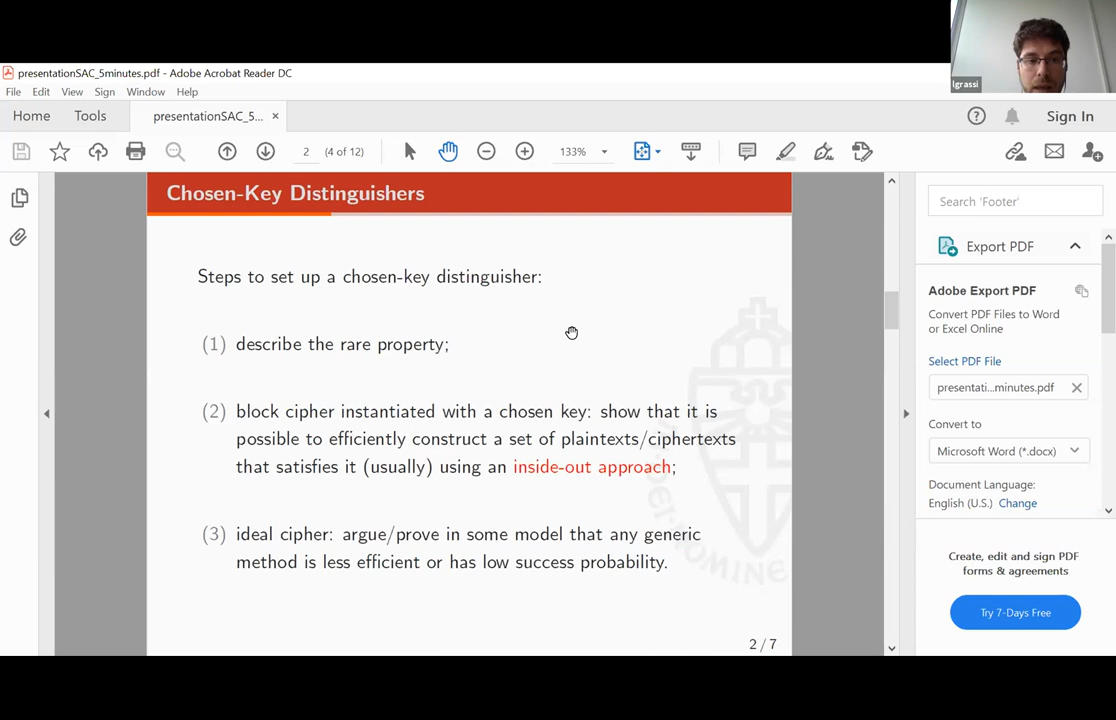 lgrassi
presentationSAC_5minutes.pdf - Adobe Acrobat Reader DC
File Edit View Sign Window Help
Home Tools presentationSAC_5... × Sign In
2 (4 of 12) 133%
Chosen-Key Distinguishers
Steps to set up a chosen-key distinguisher:
(1) describe the rare property;
(2) block cipher instantiated with a chosen key: show that it is
possible to efficiently construct a set of plaintexts/ciphertexts
that satisfies it (usually) using an inside-out approach;
(3) ideal cipher: argue/prove in some model that any generic
method is less efficient or has low success probability.
2 / 7
Search 'Footer'
Export PDF
Adobe Export PDF
Convert PDF Files to Word
or Excel Online
Select PDF File
presentati...minutes.pdf
Convert to
Microsoft Word (*.docx)
Document Language:
English (U.S.) Change
Create, edit and sign PDF
forms & agreements
Try 7-Days Free